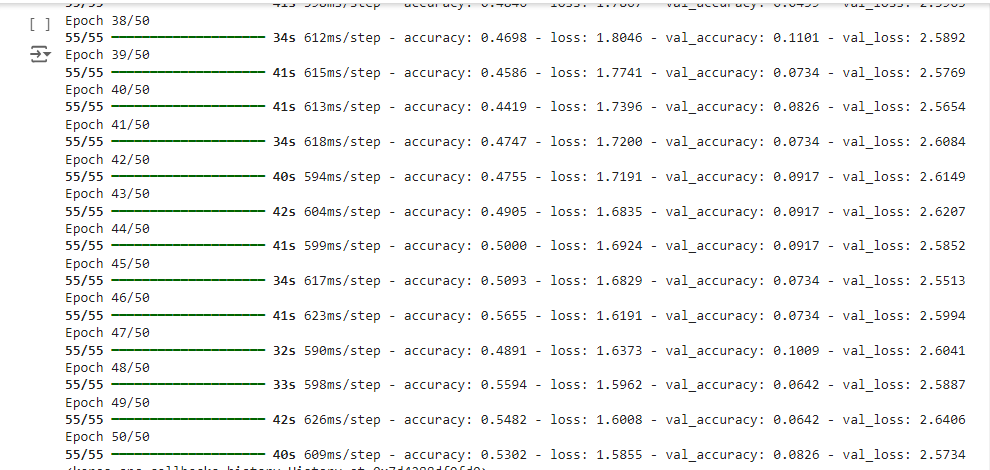 Epoch 38/50
[ ]
55/55 34s 612ms/step - accuracy: 0.4698 - loss: 1.8046 - val_accuracy: 0.1101 - val_loss: 2.5892
Epoch 39/50
55/55 41s 615ms/step - accuracy: 0.4586 - loss: 1.7741 - val_accuracy: 0.0734 - val_loss: 2.5769
Epoch 40/50
55/55 41s 613ms/step - accuracy: 0.4419 - loss: 1.7396 - val_accuracy: 0.0826 - val_loss: 2.5654
Epoch 41/50
55/55 34s 618ms/step - accuracy: 0.4747 - loss: 1.7200 - val_accuracy: 0.0734 - val_loss: 2.6084
Epoch 42/50
55/55 40s 594ms/step - accuracy: 0.4755 - loss: 1.7191 - val_accuracy: 0.0917 - val_loss: 2.6149
Epoch 43/50
55/55 42s 604ms/step - accuracy: 0.4905 - loss: 1.6835 - val_accuracy: 0.0917 - val_loss: 2.6207
Epoch 44/50
55/55 41s 599ms/step - accuracy: 0.5000 - loss: 1.6924 - val_accuracy: 0.0917 - val_loss: 2.5852
Epoch 45/50
55/55 34s 617ms/step - accuracy: 0.5093 - loss: 1.6829 - val_accuracy: 0.0734 - val_loss: 2.5513
Epoch 46/50
55/55 41s 623ms/step - accuracy: 0.5655 - loss: 1.6191 - val_accuracy: 0.0734 - val_loss: 2.5994
Epoch 47/50
55/55 32s 590ms/step - accuracy: 0.4891 - loss: 1.6373 - val_accuracy: 0.1009 - val_loss: 2.6041
Epoch 48/50
55/55 33s 598ms/step - accuracy: 0.5594 - loss: 1.5962 - val_accuracy: 0.0642 - val_loss: 2.5887
Epoch 49/50
55/55 42s 626ms/step - accuracy: 0.5482 - loss: 1.6008 - val_accuracy: 0.0642 - val_loss: 2.6406
Epoch 50/50
55/55 40s 609ms/step - accuracy: 0.5302 - loss: 1.5855 - val_accuracy: 0.0826 - val_loss: 2.5734